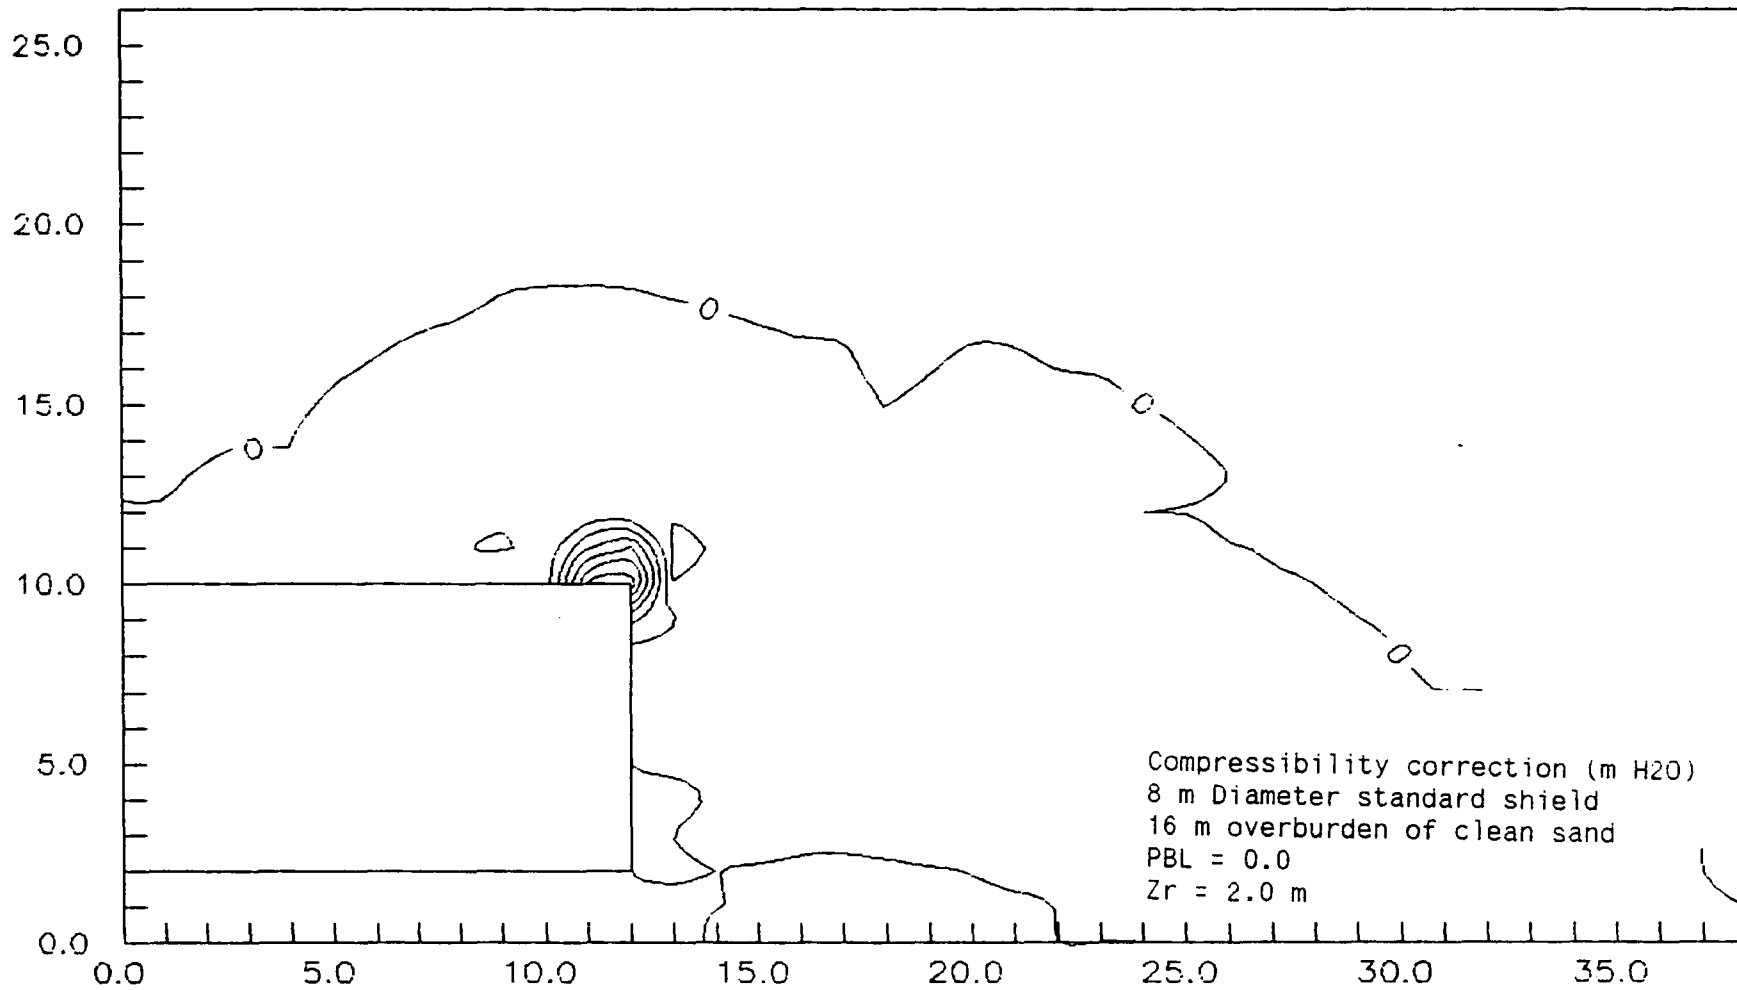 25.0
20.0
0
15.0
0
0
10.0
0
5.0
Compressibility correction (m H2O)
8 m Diameter standard shield
16 m overburden of clean sand
PBL = 0.0
Zr = 2.0 m
0.0
0.0 5.0 10.0 15.0 20.0 25.0 30.0 35.0